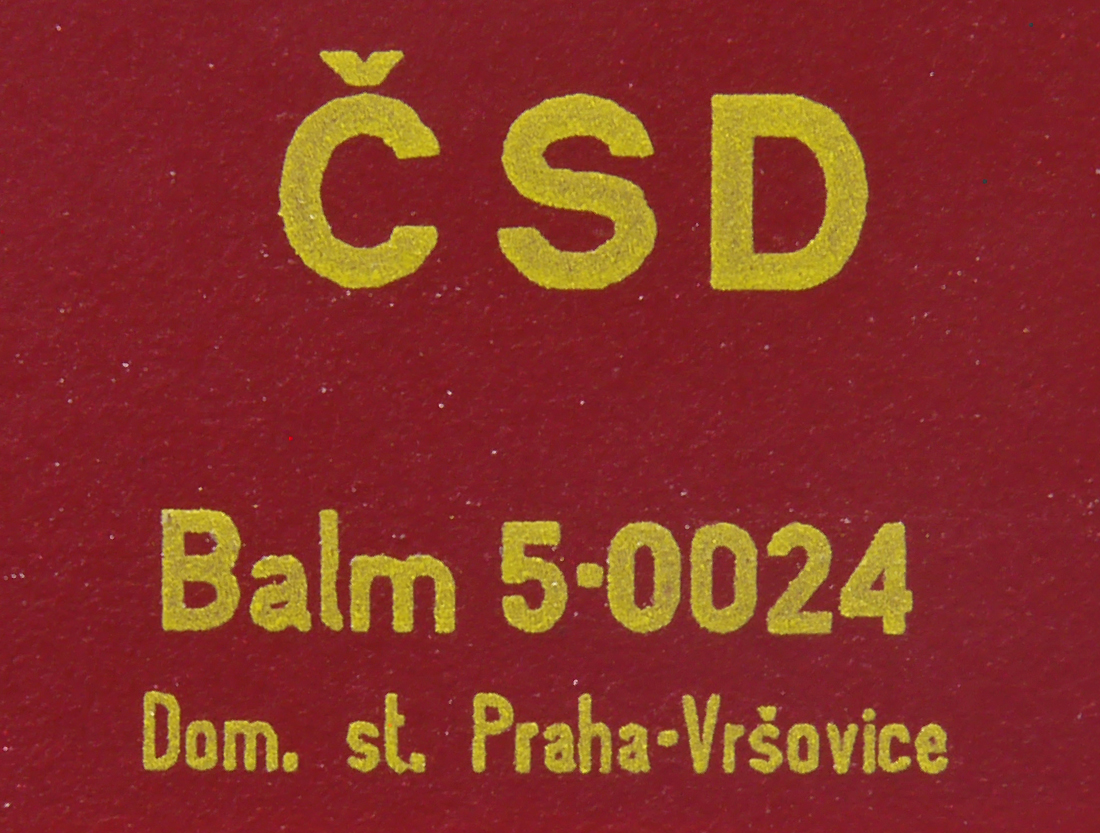 ČSD
Balm 5-0024
Dom. st. Praha-Vršovice